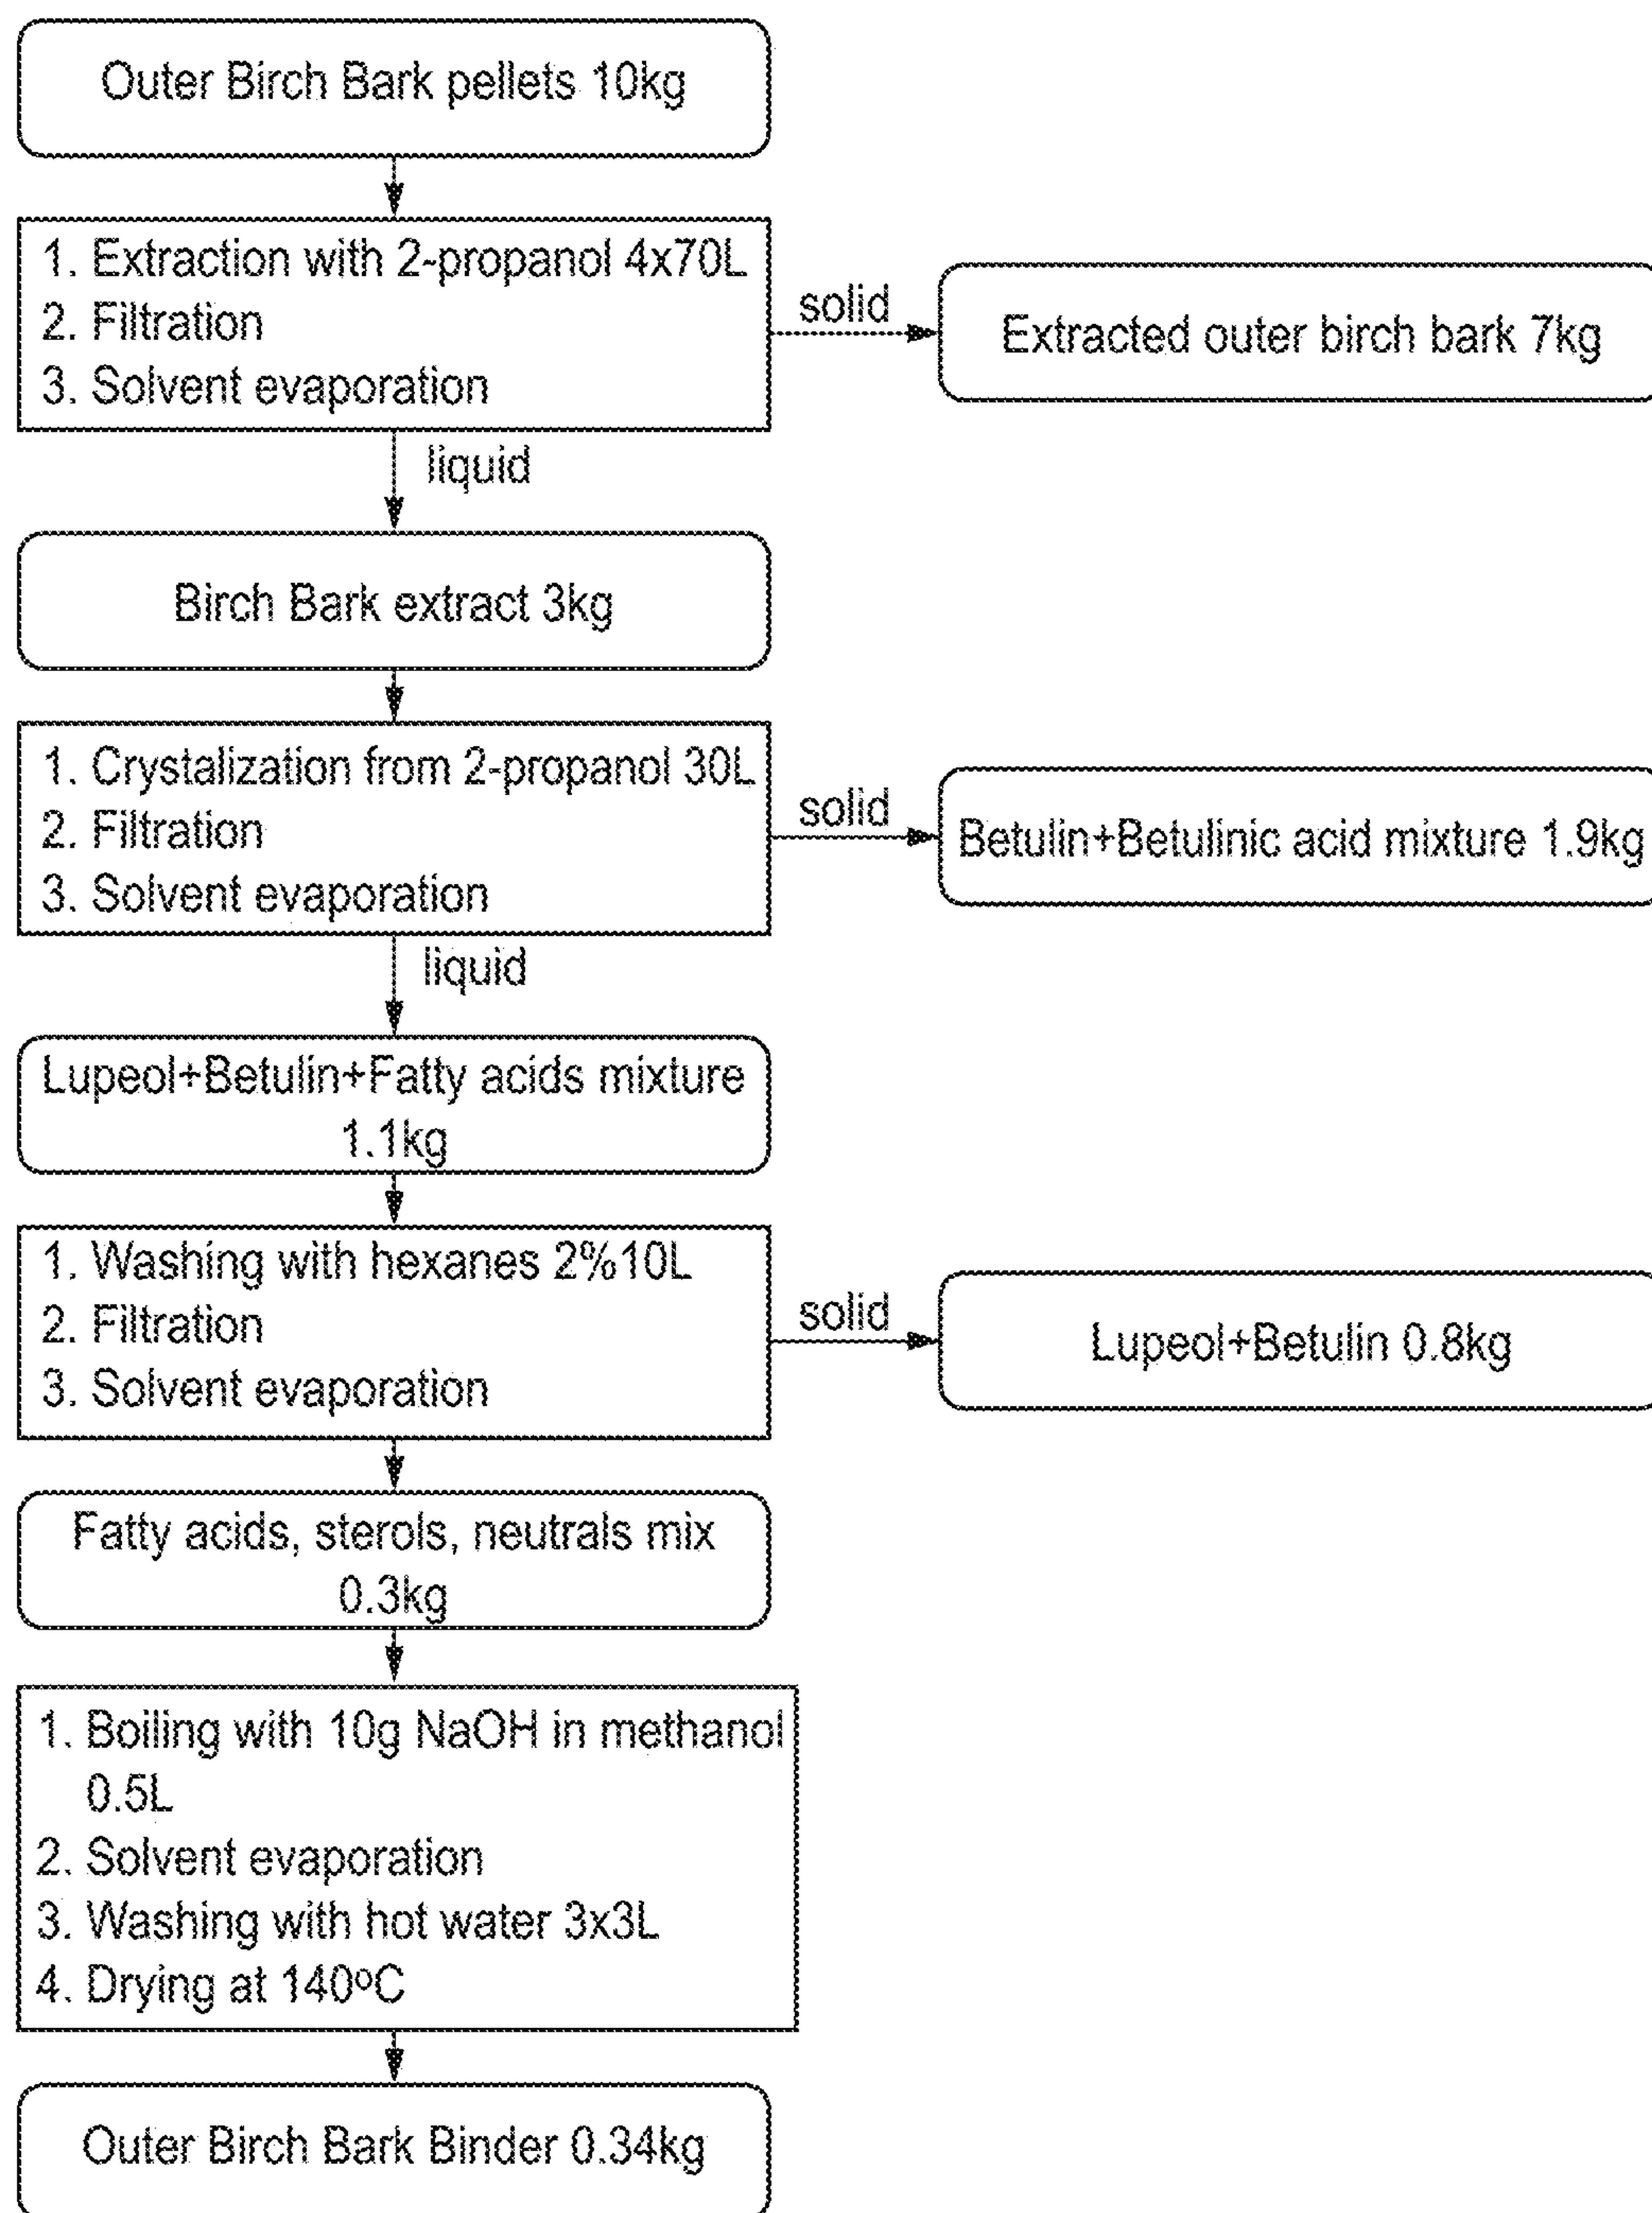 Outer Birch Bark pellets 10kg
1. Extraction with 2-propanol 4x70L
2. Filtration
3. Solvent evaporation
solid
Extracted outer birch bark 7kg
liquid
Birch Bark extract 3kg
1. Crystalization from 2-propanol 30L
2. Filtration
3. Solvent evaporation
solid
Betulin+Betulinic acid mixture 1.9kg
liquid
Lupeol+Betulin+Fatty acids mixture
1.1kg
1. Washing with hexanes 2%10L
2. Filtration
3. Solvent evaporation
solid
Lupeol+Betulin 0.8kg
Fatty acids, sterols, neutrals mix
0.3kg
1. Boiling with 10g NaOH in methanol
0.5L
2. Solvent evaporation
3. Washing with hot water 3x3L
4. Drying at 140ºC
Outer Birch Bark Binder 0.34kg